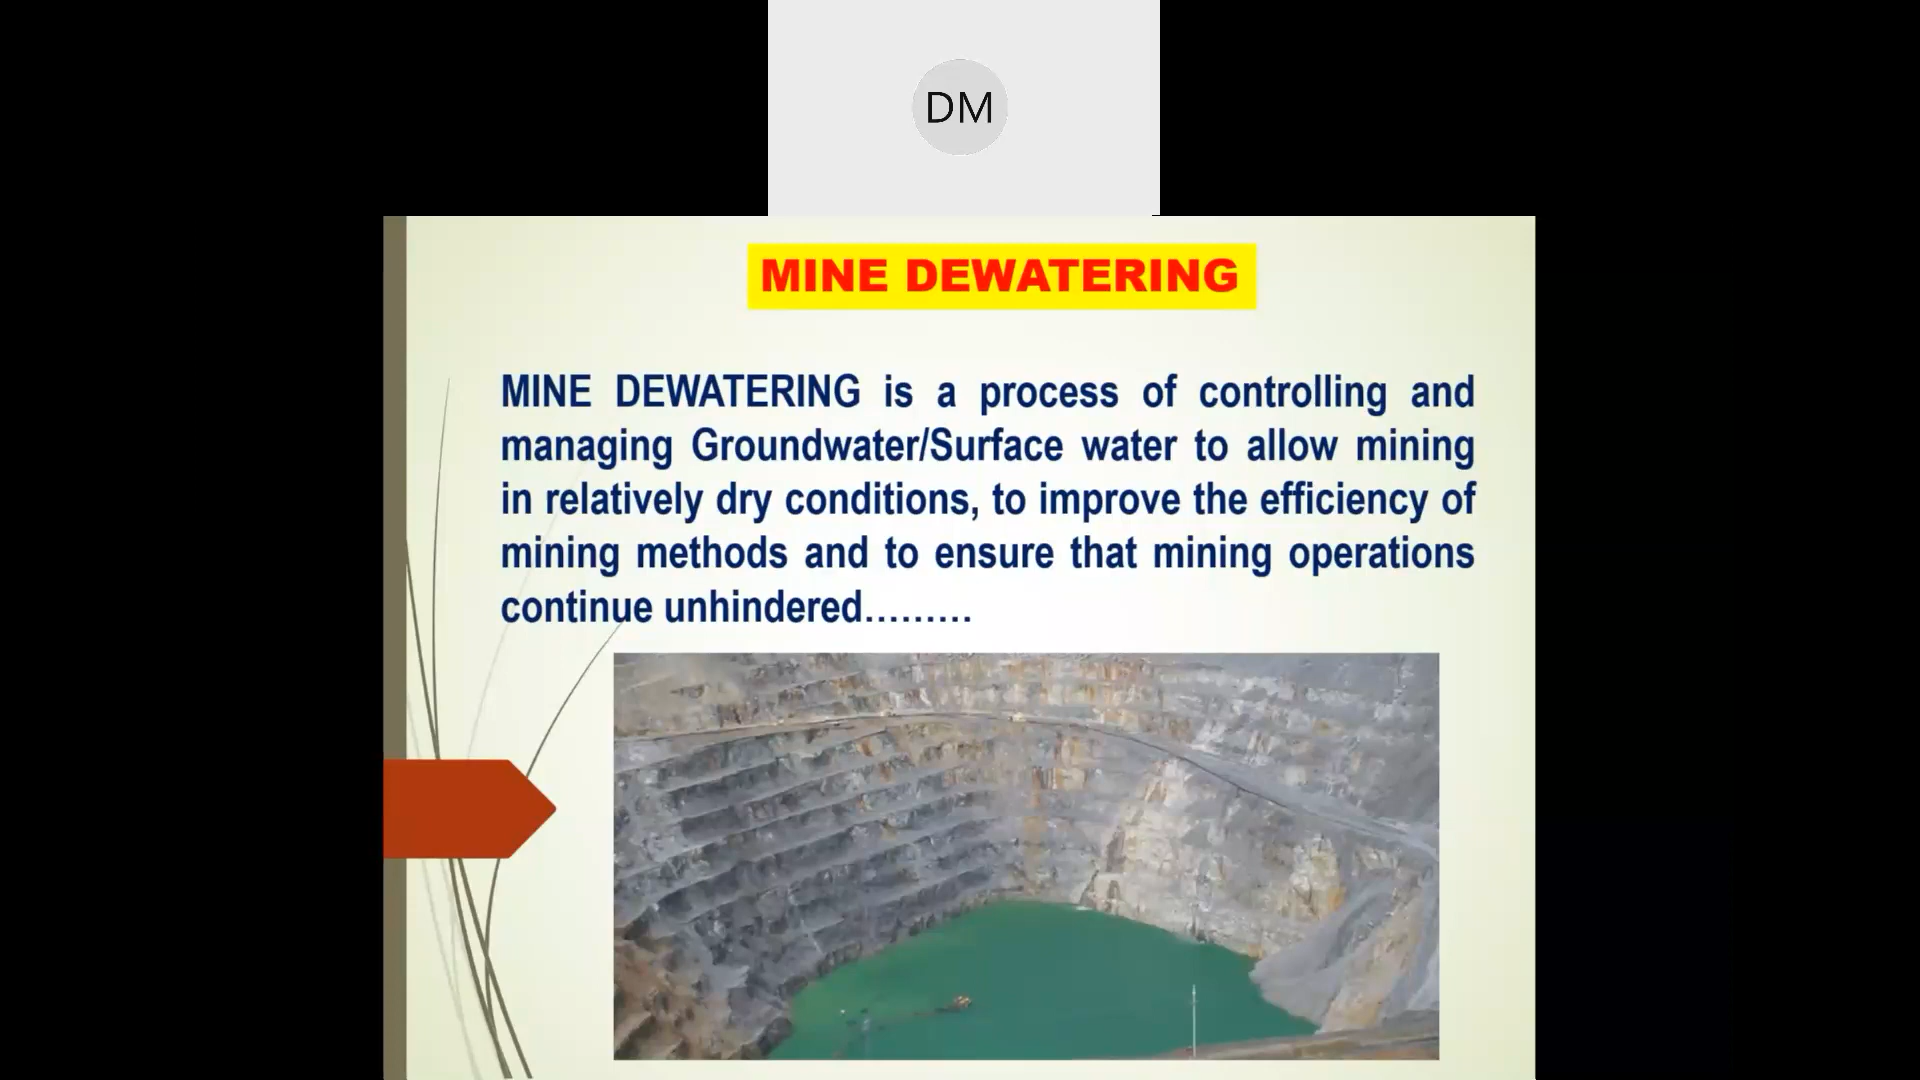 DM
MINE DEWATERING
MINE DEWATERING is a process of controlling and
managing Groundwater/Surface water to allow mining
in relatively dry conditions, to improve the efficiency of
mining methods and to ensure that mining operations
continue unhindered.........